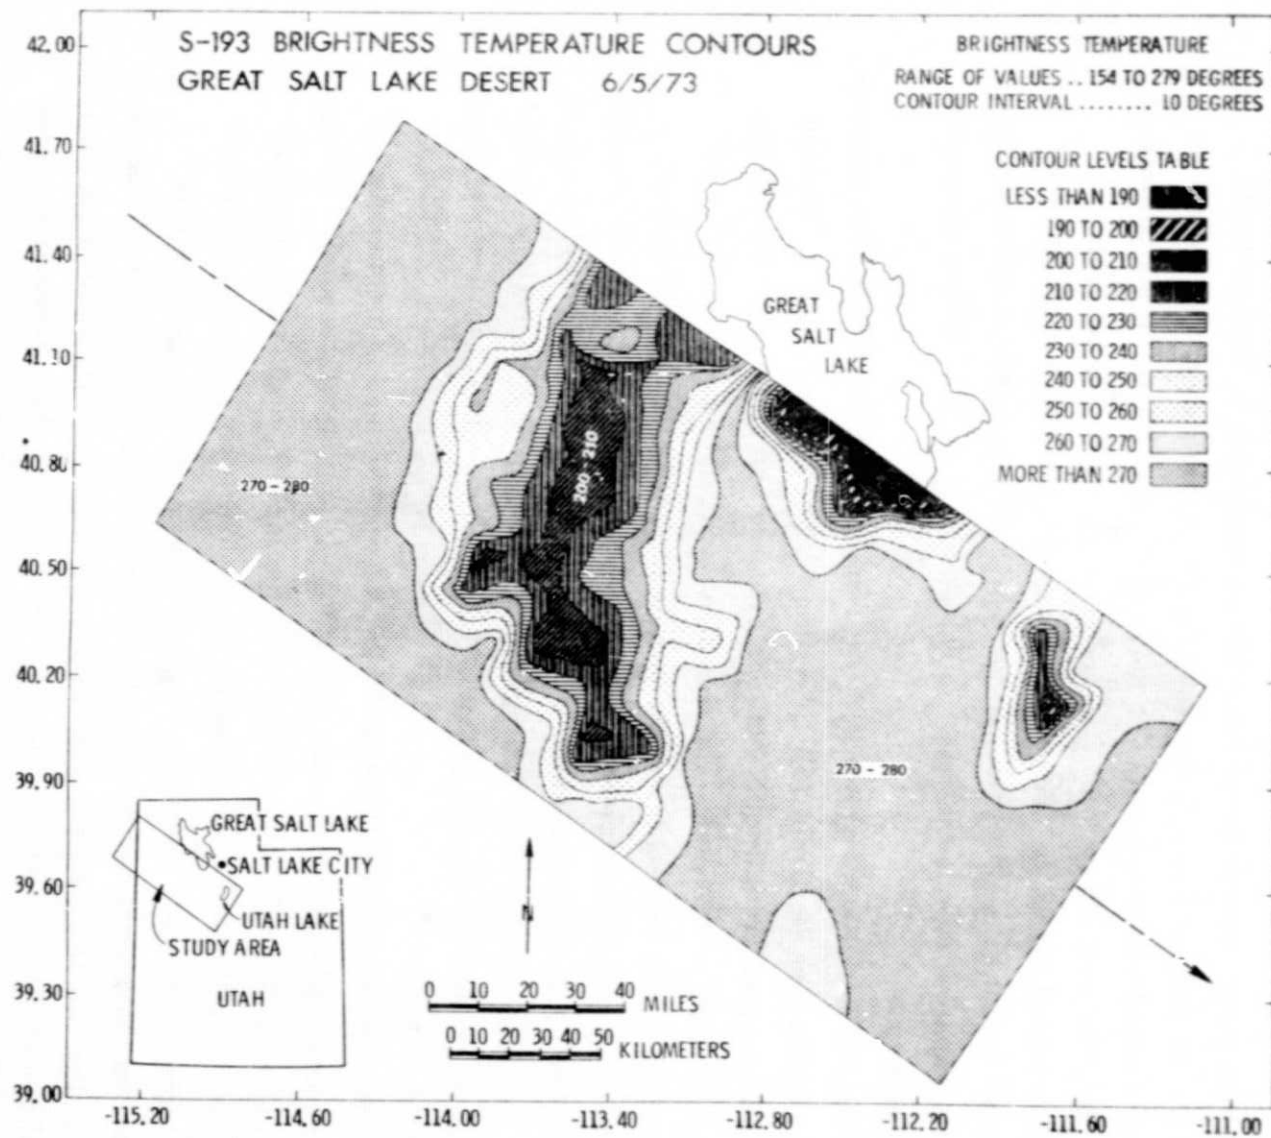 S-193 BRIGHTNESS TEMPERATURE CONTOURS
GREAT SALT LAKE DESERT 6/5/73
BRIGHTNESS TEMPERATURE
RANGE OF VALUES .. 154 TO 279 DEGREES
CONTOUR INTERVAL ........ 10 DEGREES
CONTOUR LEVELS TABLE
LESS THAN 190
190 TO 200
200 TO 210
210 TO 220
220 TO 230
230 TO 240
240 TO 250
250 TO 260
260 TO 270
MORE THAN 270
GREAT
SALT
LAKE
200 - 210
270 - 280
270 - 280
42.00
41.70
41.40
41.10
40.80
40.50
40.20
39.90
39.60
39.30
39.00
-115.20
-114.60
-114.00
-113.40
-112.80
-112.20
-111.60
-111.00
GREAT SALT LAKE
SALT LAKE CITY
UTAH LAKE
STUDY AREA
UTAH
N
0 10 20 30 40 MILES
0 10 20 30 40 50 KILOMETERS